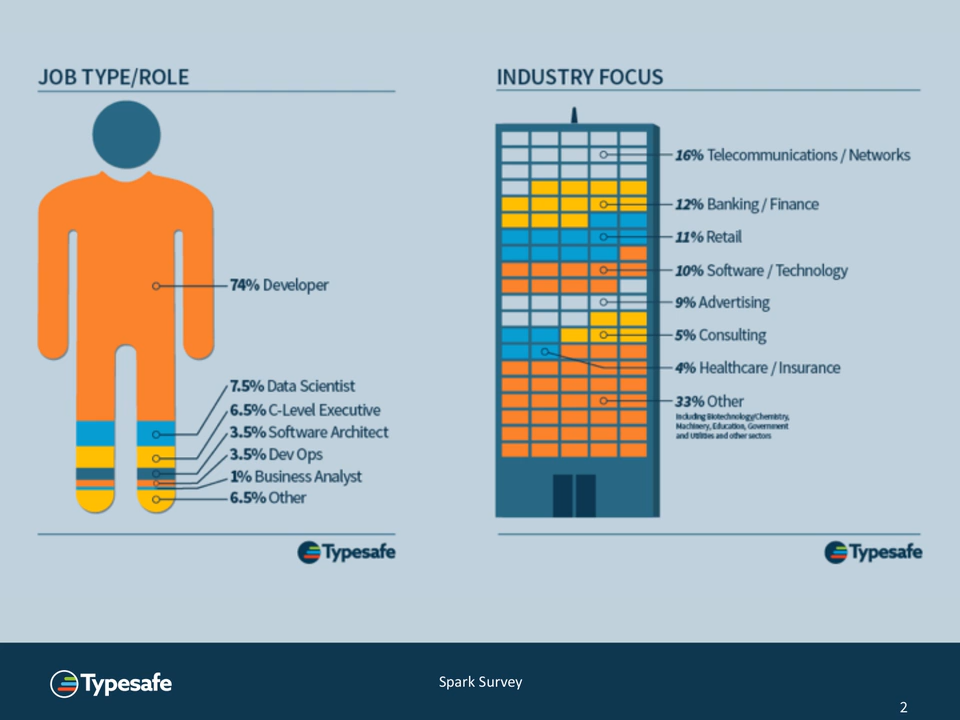 JOB TYPE/ROLE
74% Developer
7.5% Data Scientist
6.5% C-Level Executive
3.5% Software Architect
3.5% Dev Ops
1% Business Analyst
6.5% Other
Typesafe
INDUSTRY FOCUS
16% Telecommunications / Networks
12% Banking / Finance
11% Retail
10% Software / Technology
9% Advertising
5% Consulting
4% Healthcare / Insurance
33% Other
Including Biotechnology/Chemistry,
Machinery, Education, Government
and Utilities and other sectors
Typesafe
Typesafe
Spark Survey
2